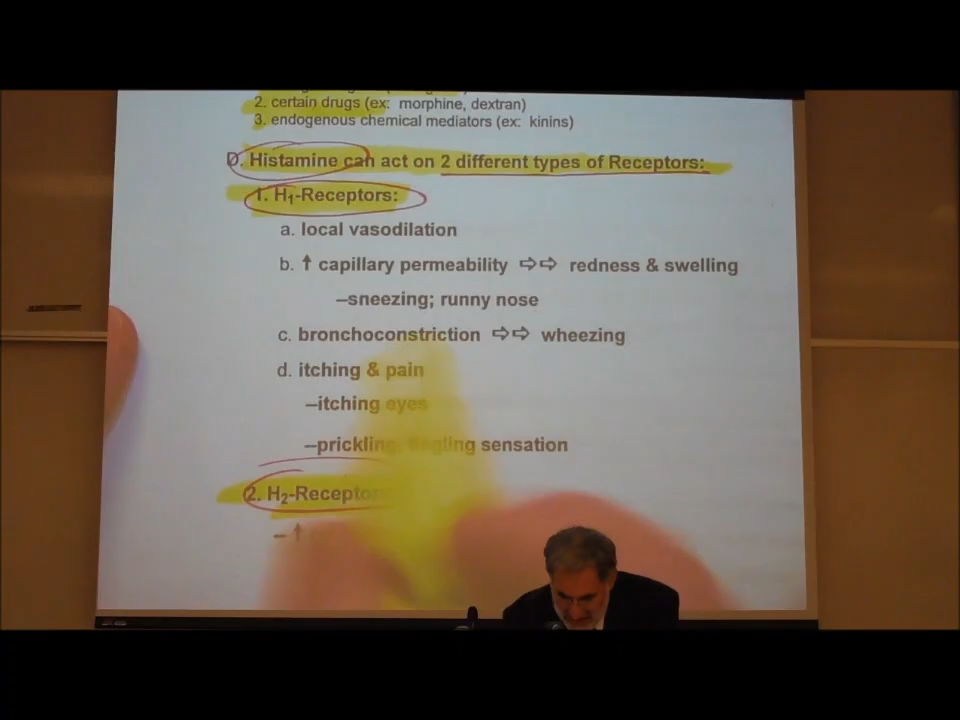 2. certain drugs (ex: morphine, dextran)
3. endogenous chemical mediators (ex: kinins)
D. Histamine can act on 2 different types of Receptors:
1. H₁-Receptors:
a. local vasodilation
b. ↑ capillary permeability ⇨⇨ redness & swelling
–sneezing; runny nose
c. bronchoconstriction ⇨⇨ wheezing
d. itching & pain
–itching eyes
–prickling, tingling sensation
2. H₂-Receptor
– ↑